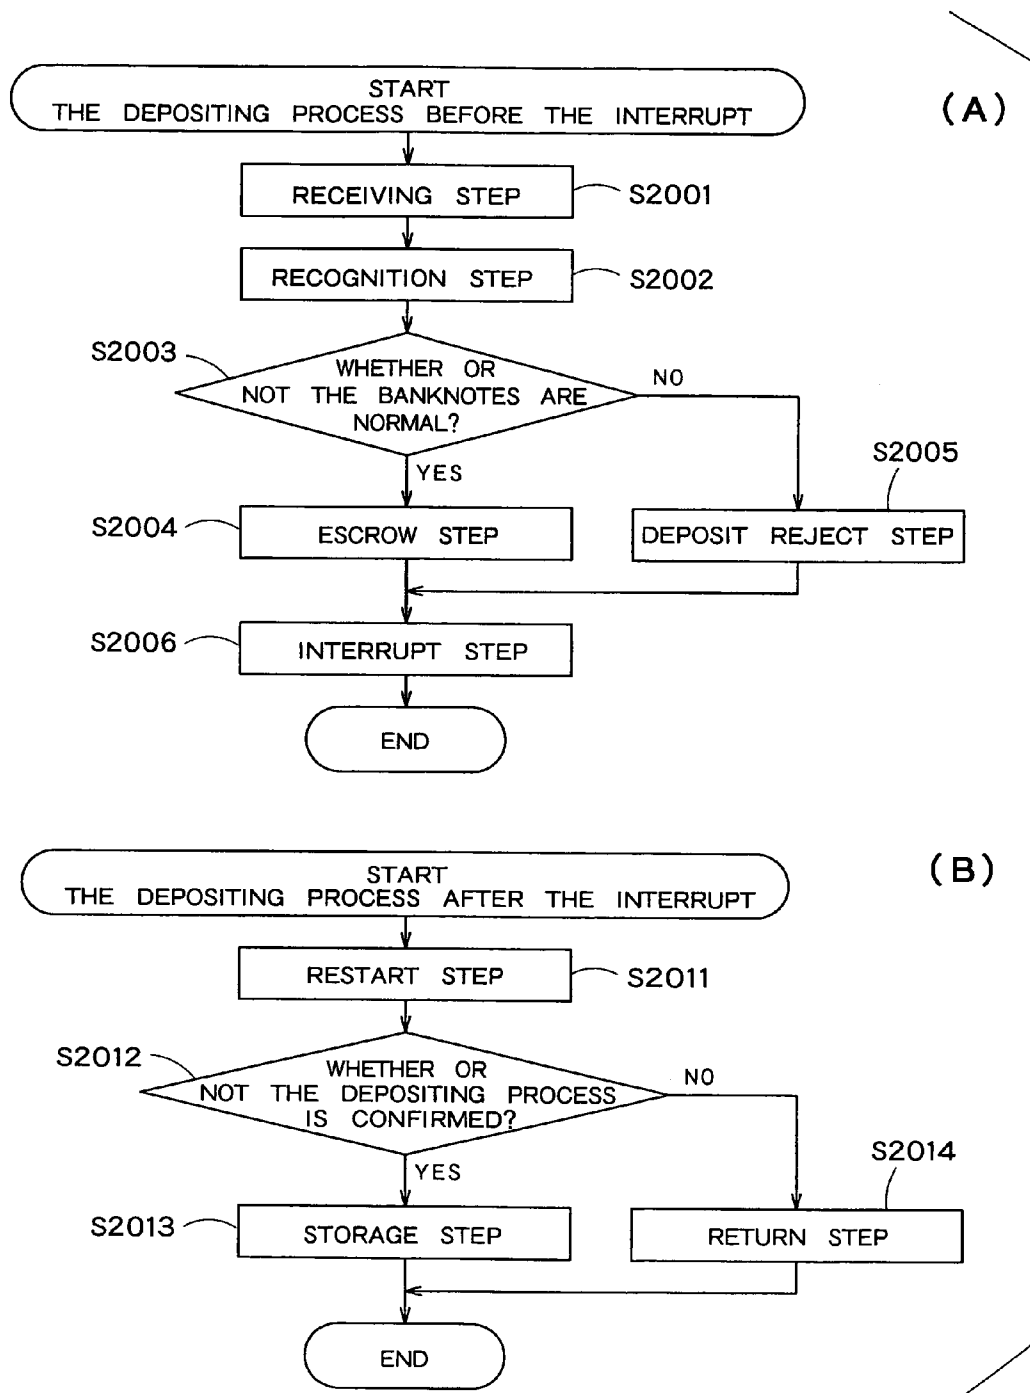 START
THE DEPOSITING PROCESS BEFORE THE INTERRUPT
(A)
RECEIVING STEP
S2001
RECOGNITION STEP
S2002
S2003
WHETHER OR
NOT THE BANKNOTES ARE
NORMAL?
NO
YES
S2005
S2004
ESCROW STEP
DEPOSIT REJECT STEP
S2006
INTERRUPT STEP
END
START
THE DEPOSITING PROCESS AFTER THE INTERRUPT
(B)
RESTART STEP
S2011
S2012
WHETHER OR
NOT THE DEPOSITING PROCESS
IS CONFIRMED?
NO
YES
S2014
S2013
STORAGE STEP
RETURN STEP
END